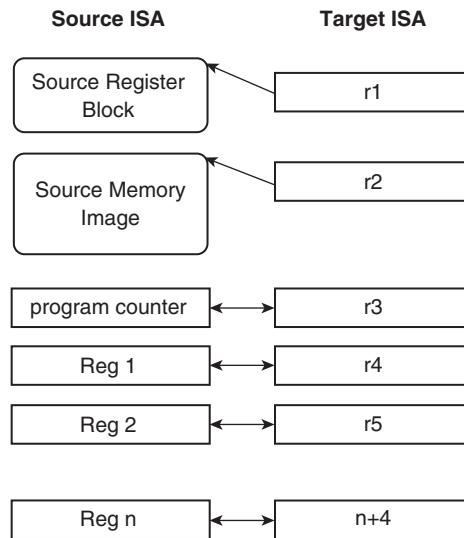 Source ISA
Target ISA
Source Register
Block
r1
Source Memory
Image
r2
program counter
r3
Reg 1
r4
Reg 2
r5
Reg n
n+4